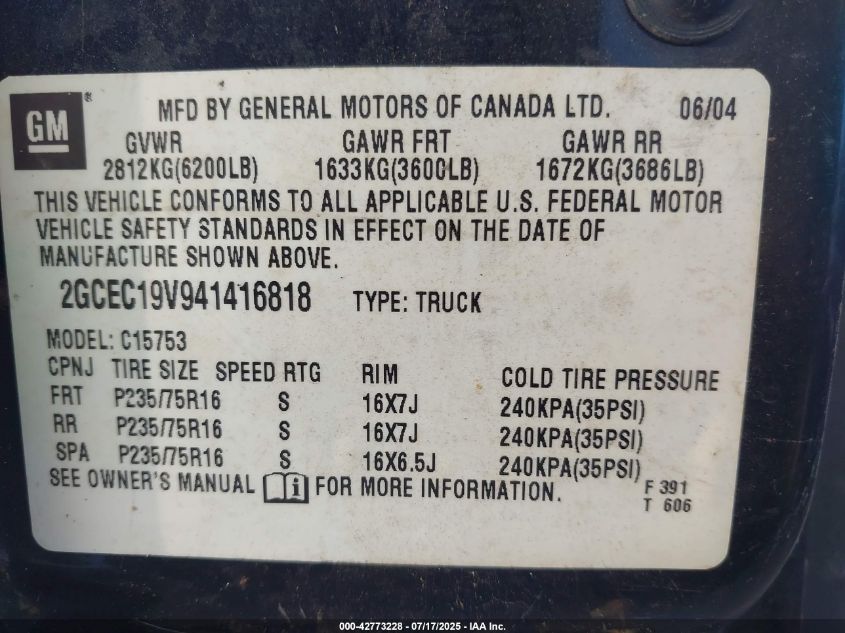 GM ®
MFD BY GENERAL MOTORS OF CANADA LTD. 06/04
GVWR GAWR FRT GAWR RR
2812KG(6200LB) 1633KG(3600LB) 1672KG(3686LB)
THIS VEHICLE CONFORMS TO ALL APPLICABLE U.S. FEDERAL MOTOR
VEHICLE SAFETY STANDARDS IN EFFECT ON THE DATE OF
MANUFACTURE SHOWN ABOVE.
2GCEC19V941416818 TYPE: TRUCK
MODEL: C15753
CPNJ TIRE SIZE SPEED RTG RIM COLD TIRE PRESSURE
FRT P235/75R16 S 16X7J 240KPA(35PSI)
RR P235/75R16 S 16X7J 240KPA(35PSI)
SPA P235/75R16 S 16X6.5J 240KPA(35PSI)
SEE OWNER'S MANUAL i FOR MORE INFORMATION.
F 391
T 606
000-42773228 - 07/17/2025 - IAA Inc.